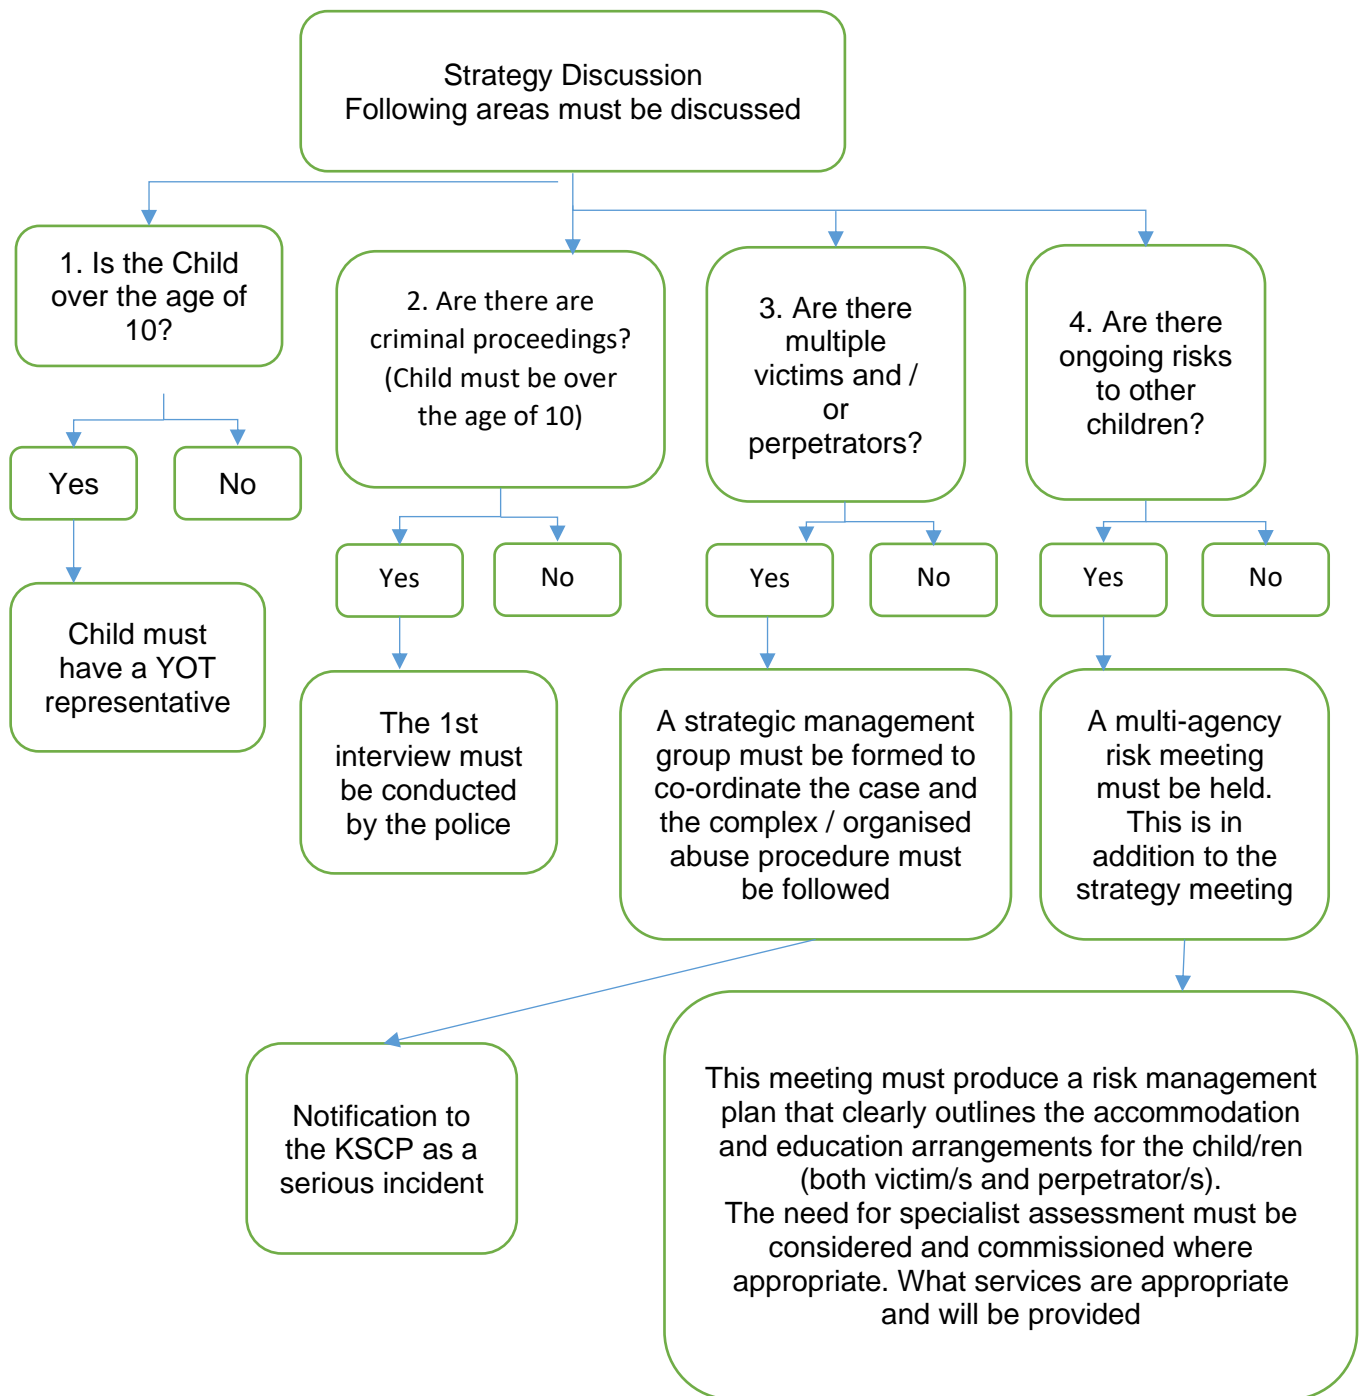 Strategy Discussion
Following areas must be discussed
1. Is the Child
over the age of
10?
2. Are there are
criminal proceedings?
(Child must be over
the age of 10)
3. Are there
multiple
victims and /
or
perpetrators?
4. Are there
ongoing risks
to other
children?
Yes
No
Yes
No
Yes
No
Yes
No
Child must
have a YOT
representative
The 1st
interview must
be conducted
by the police
A strategic management
group must be formed to
co-ordinate the case and
the complex / organised
abuse procedure must
be followed
A multi-agency
risk meeting
must be held.
This is in
addition to the
strategy meeting
Notification to
the KSCP as a
serious incident
This meeting must produce a risk management
plan that clearly outlines the accommodation
and education arrangements for the child/ren
(both victim/s and perpetrator/s).
The need for specialist assessment must be
considered and commissioned where
appropriate. What services are appropriate
and will be provided